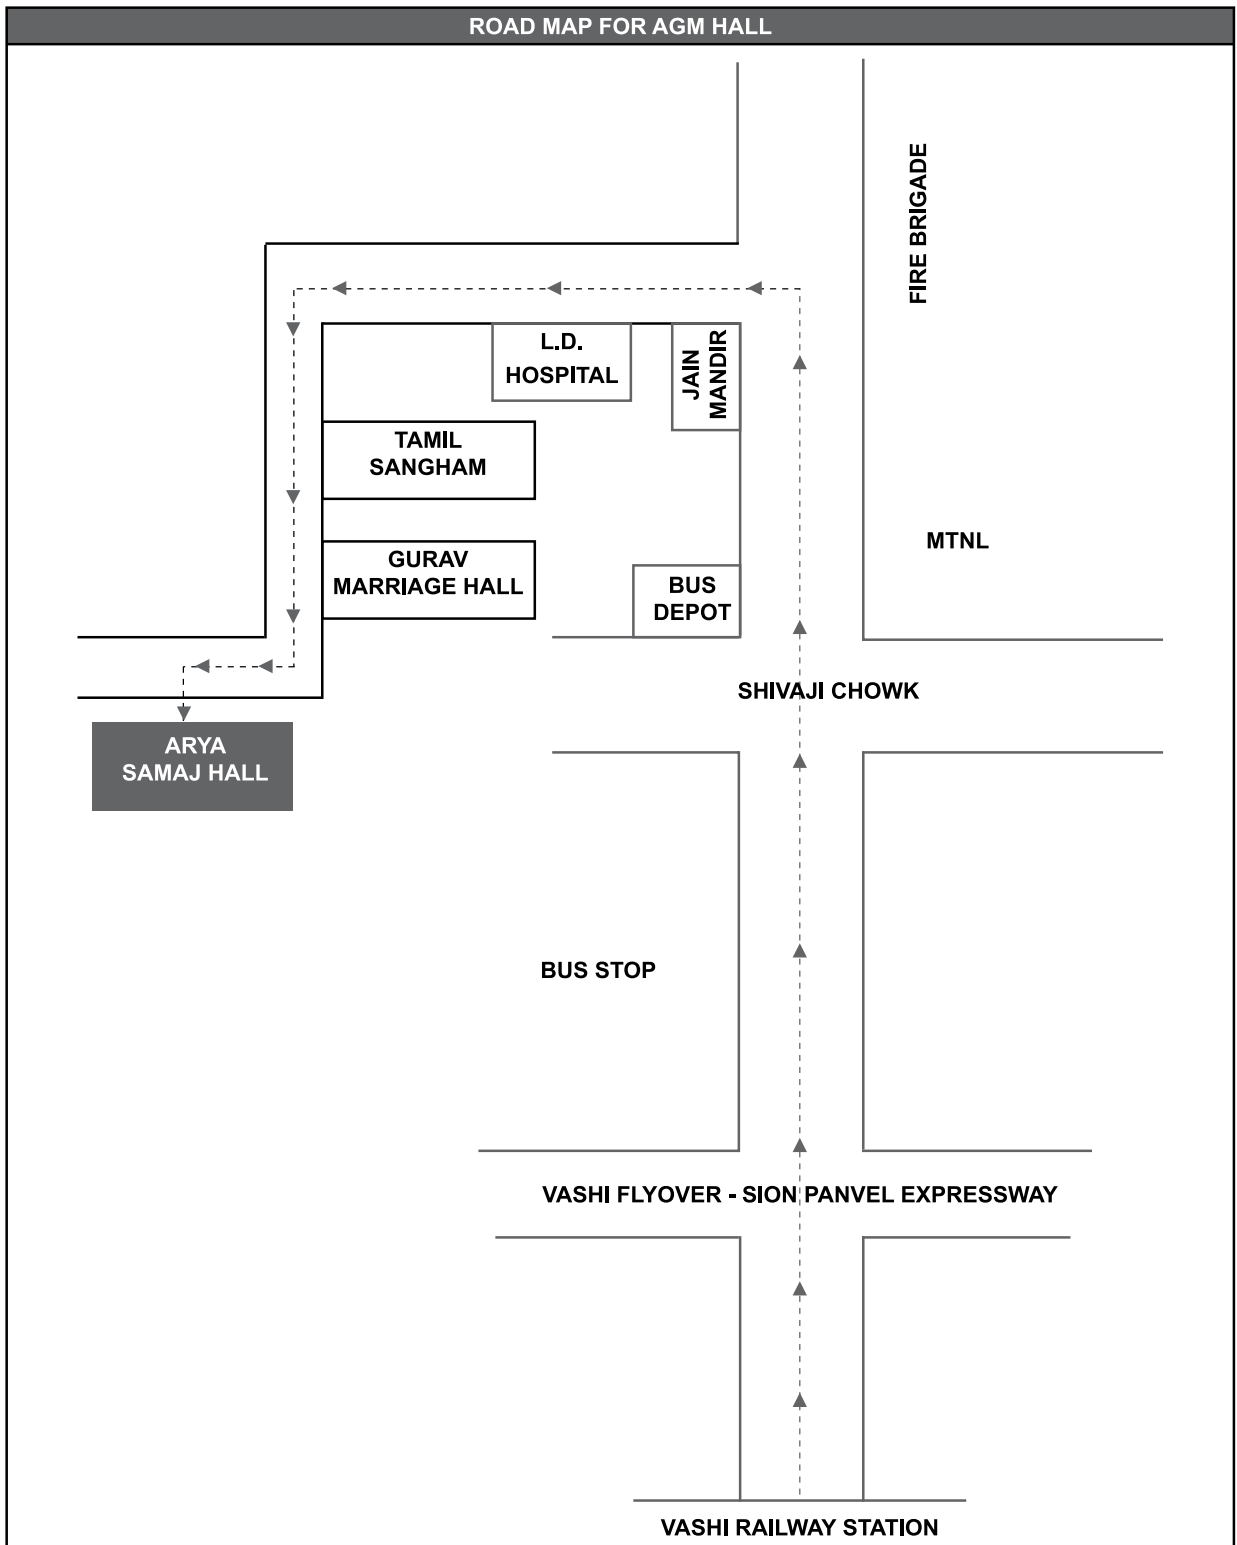 ROAD MAP FOR AGM HALL
FIRE BRIGADE
L.D.
HOSPITAL
JAIN
MANDIR
TAMIL
SANGHAM
MTNL
GURAV
MARRIAGE HALL
BUS
DEPOT
SHIVAJI CHOWK
ARYA
SAMAJ HALL
BUS STOP
VASHI FLYOVER - SION PANVEL EXPRESSWAY
VASHI RAILWAY STATION